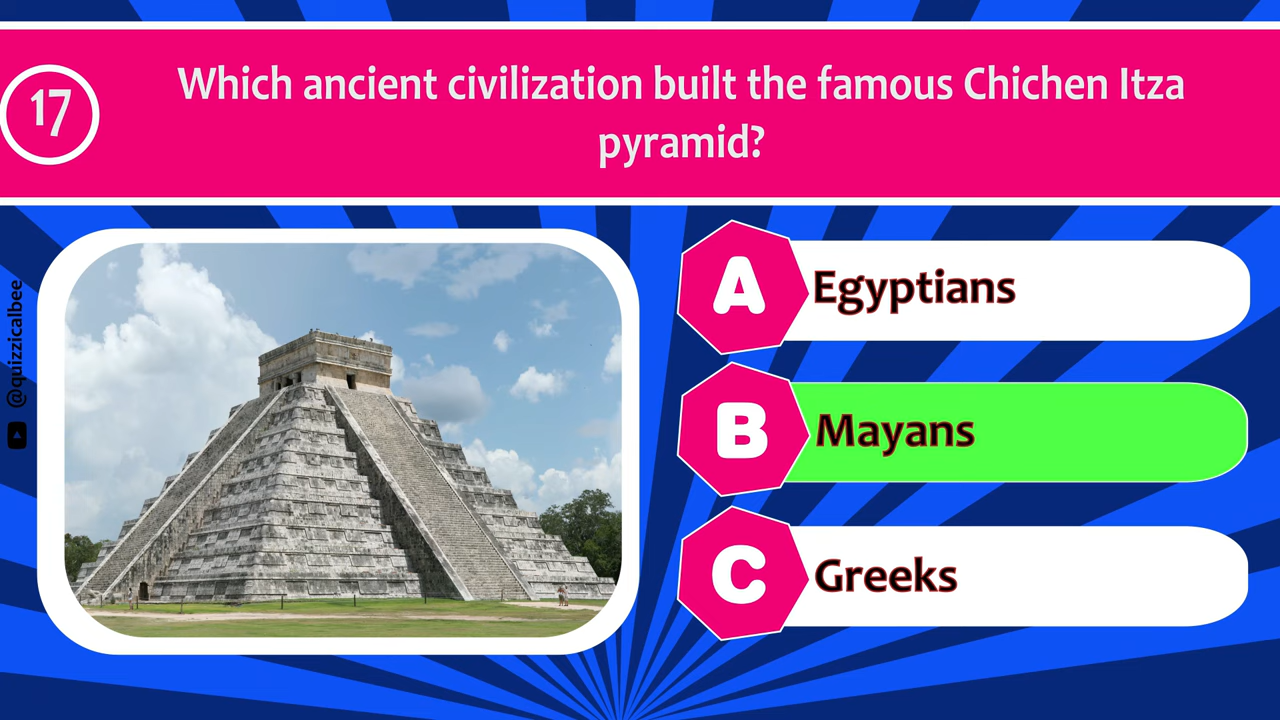 17
Which ancient civilization built the famous Chichen Itza
pyramid?
@quizzicalbee
A
Egyptians
B
Mayans
C
Greeks